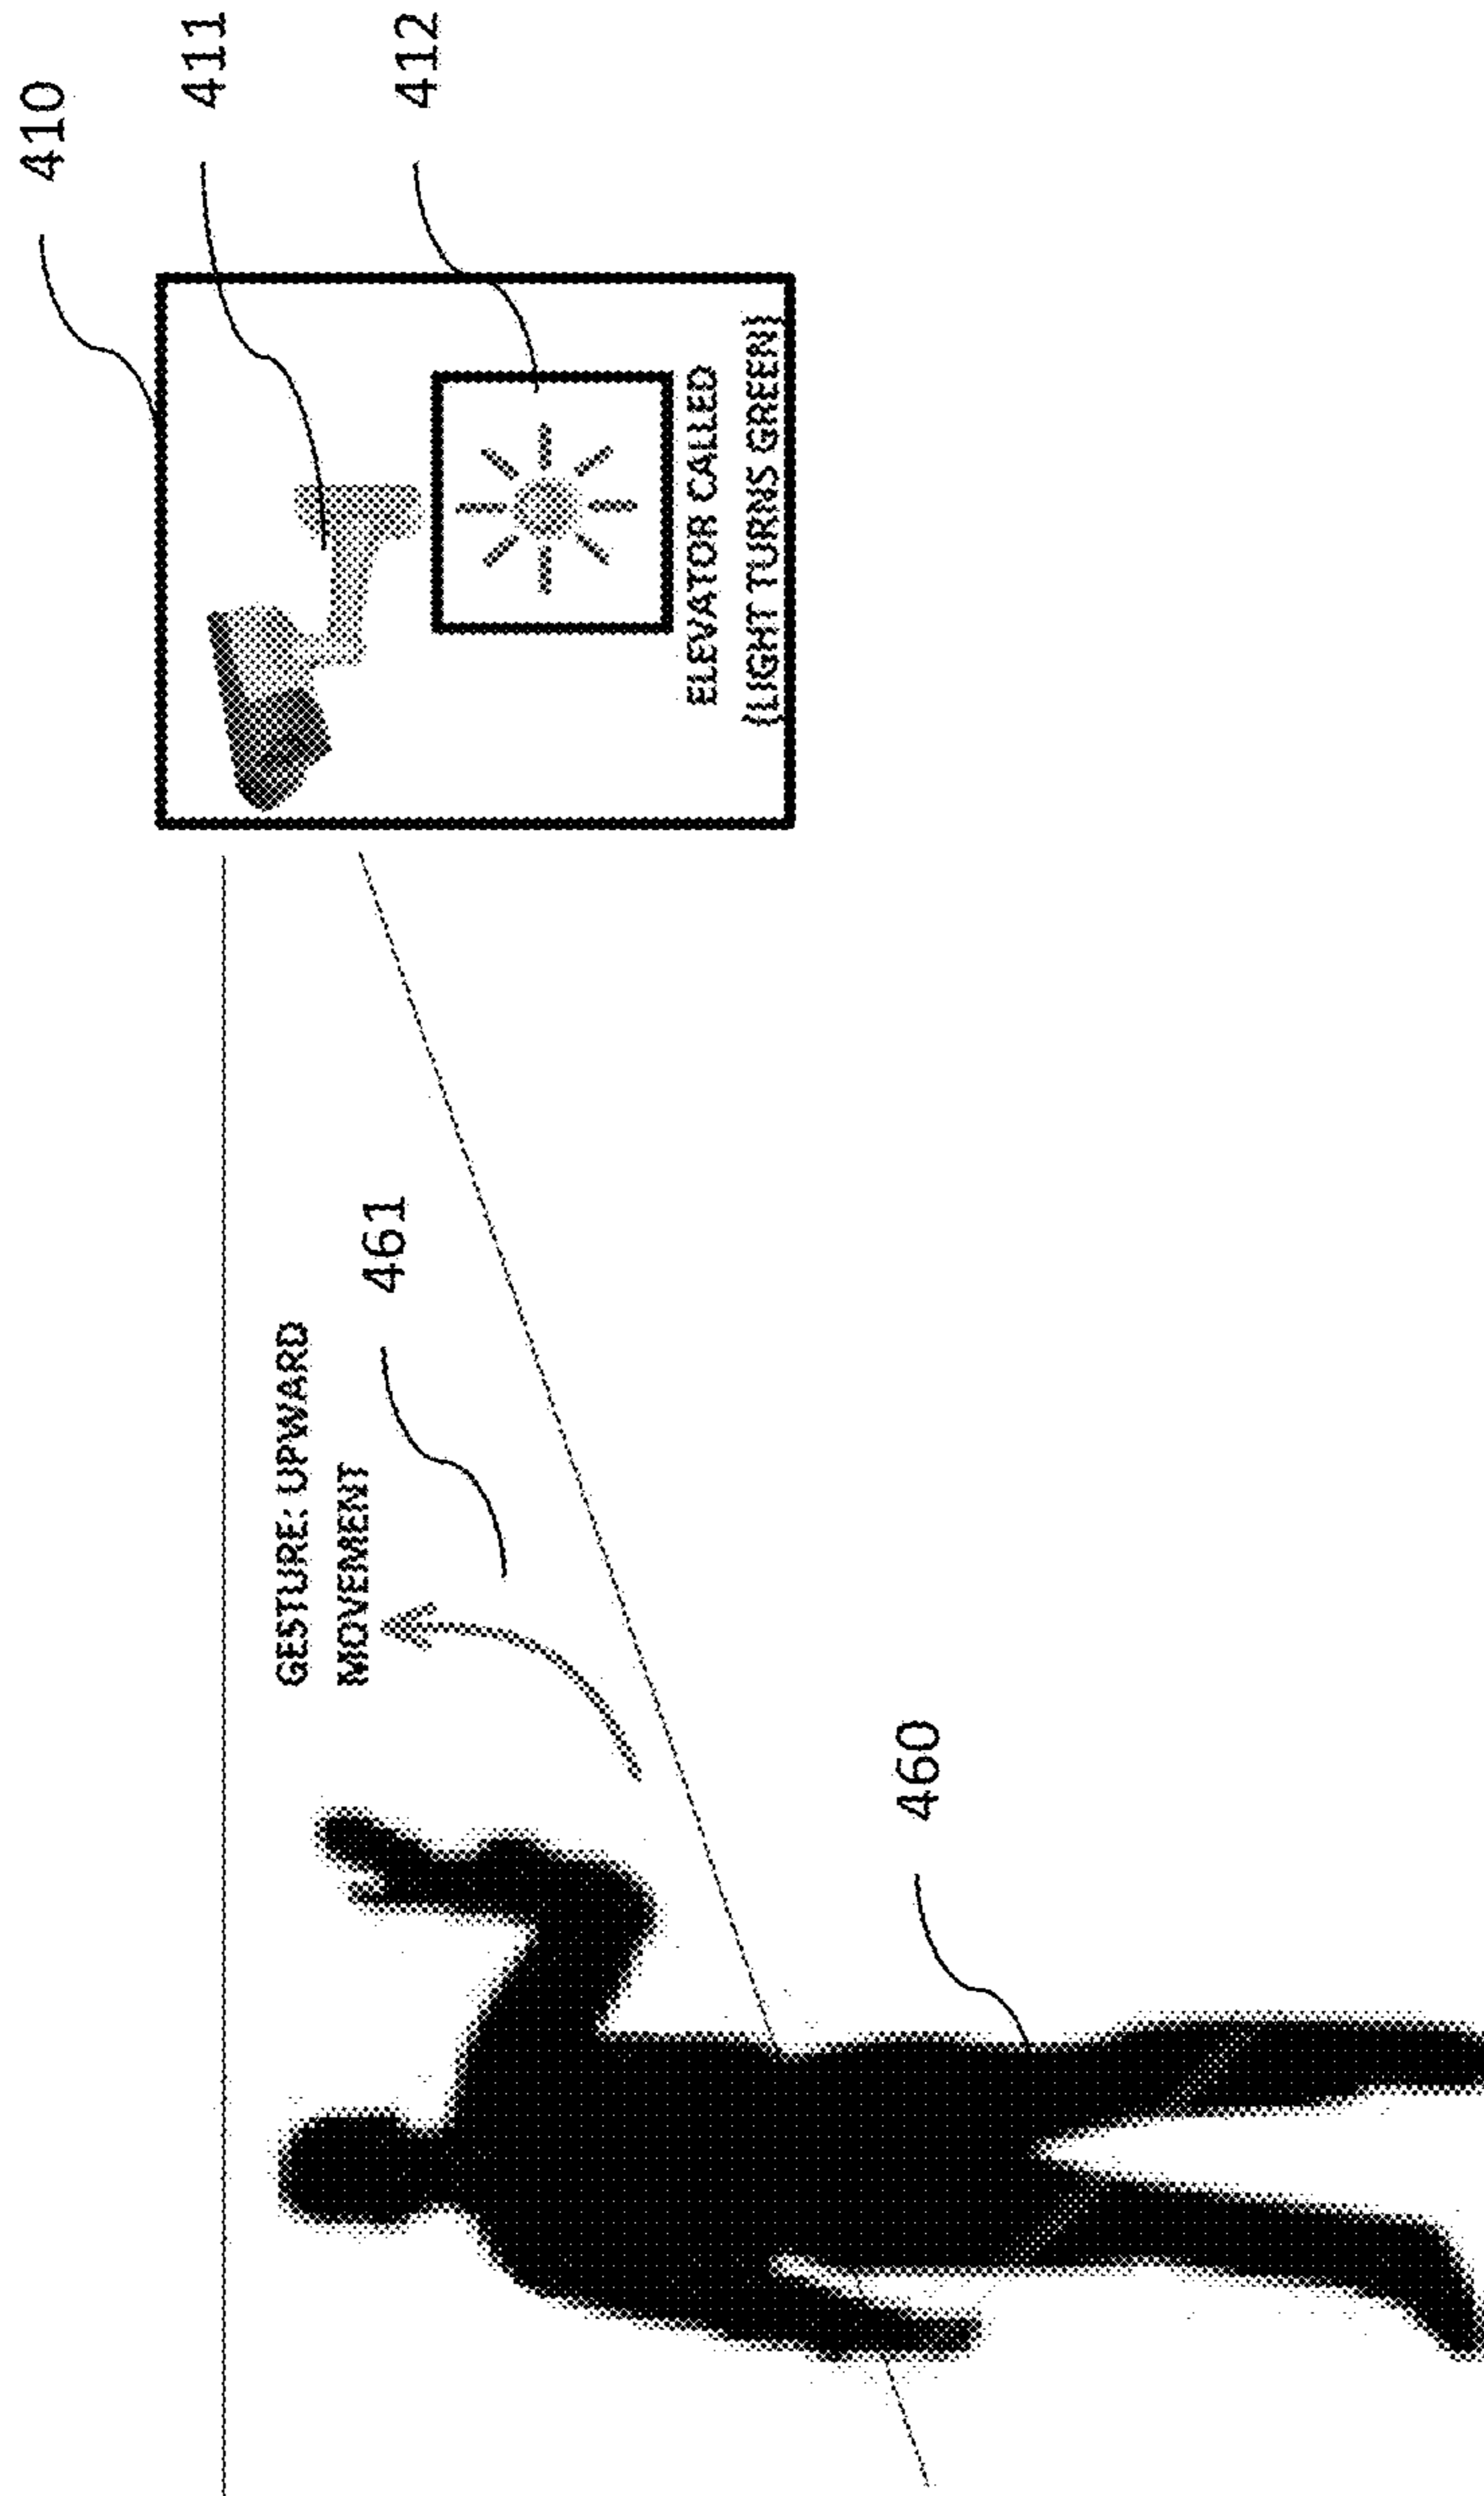 410
411
412
ELEVATOR CALLED
(LIGHT TURNS GREEN)
461
GESTURE: UPWARD
MOVEMENT
460